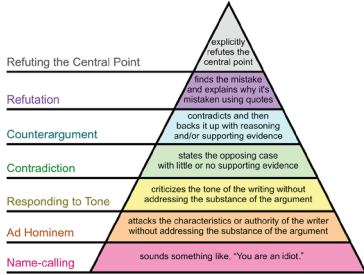 explicitly
refutes the
central point
Refuting the Central Point
finds the mistake
and explains why it's
mistaken using quotes
Refutation
contradicts and then
backs it up with reasoning
and/or supporting evidence
Counterargument
states the opposing case
with little or no supporting evidence
Contradiction
criticizes the tone of the writing without
addressing the substance of the argument
Responding to Tone
attacks the characteristics or authority of the writer
without addressing the substance of the argument
Ad Hominem
sounds something like, "You are an idiot."
Name-calling